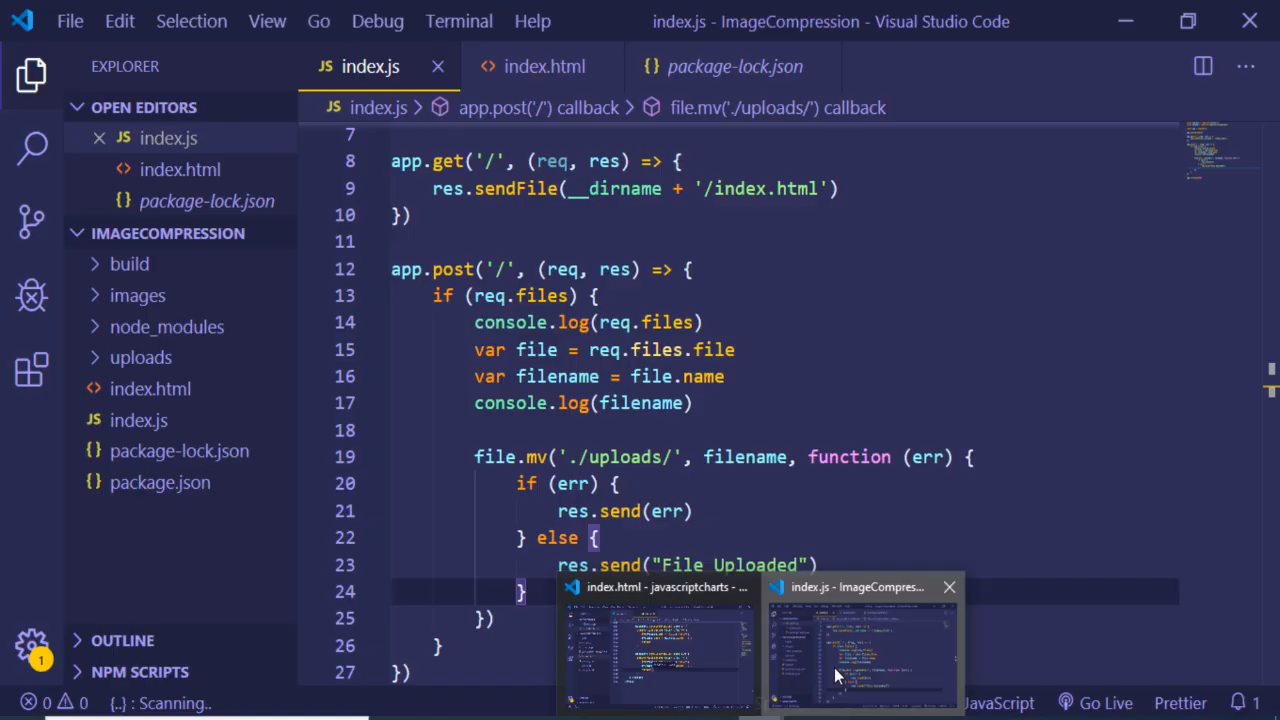 File Edit Selection View Go Debug Terminal Help index.js - ImageCompression - Visual Studio Code
EXPLORER
JS index.js
index.html
{} package-lock.json
JS index.js > app.post('/') callback > file.mv('./uploads/') callback
OPEN EDITORS
JS index.js
index.html
{} package-lock.json
IMAGECOMPRESSION
build
images
node_modules
uploads
index.html
JS index.js
{} package-lock.json
{} package.json
OUTLINE
7
8 app.get('/', (req, res) => {
9 res.sendFile(__dirname + '/index.html')
10 })
11
12 app.post('/', (req, res) => {
13 if (req.files) {
14 console.log(req.files)
15 var file = req.files.file
16 var filename = file.name
17 console.log(filename)
18
19 file.mv('./uploads/', filename, function (err) {
20 if (err) {
21 res.send(err)
22 } else {
23 res.send("File Uploaded")
24 }
25 })
26 }
27 })
index.html - javascriptcharts - ...
index.js - ImageCompres...
1
0 0 [..] : Scanning.. JavaScript Go Live Prettier 1